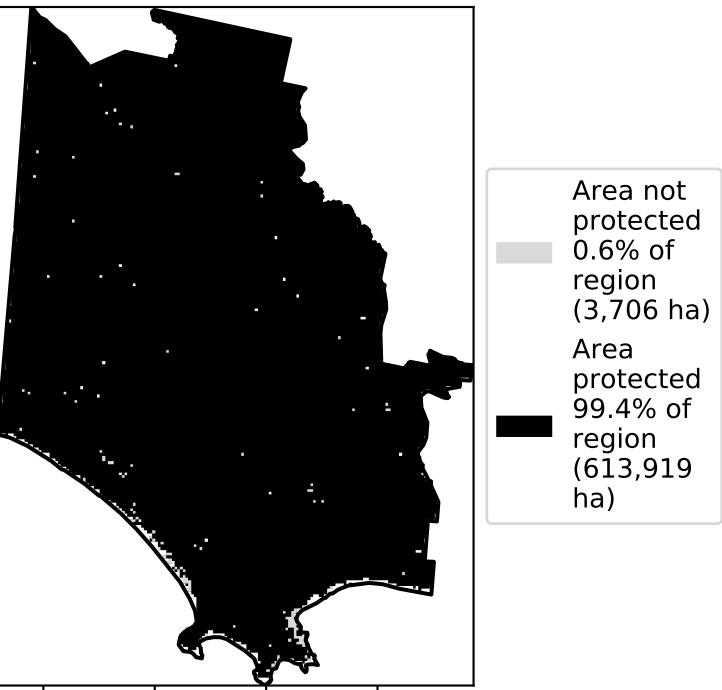 Area not
protected
0.6% of
region
(3,706 ha)
Area
protected
99.4% of
region
(613,919
ha)